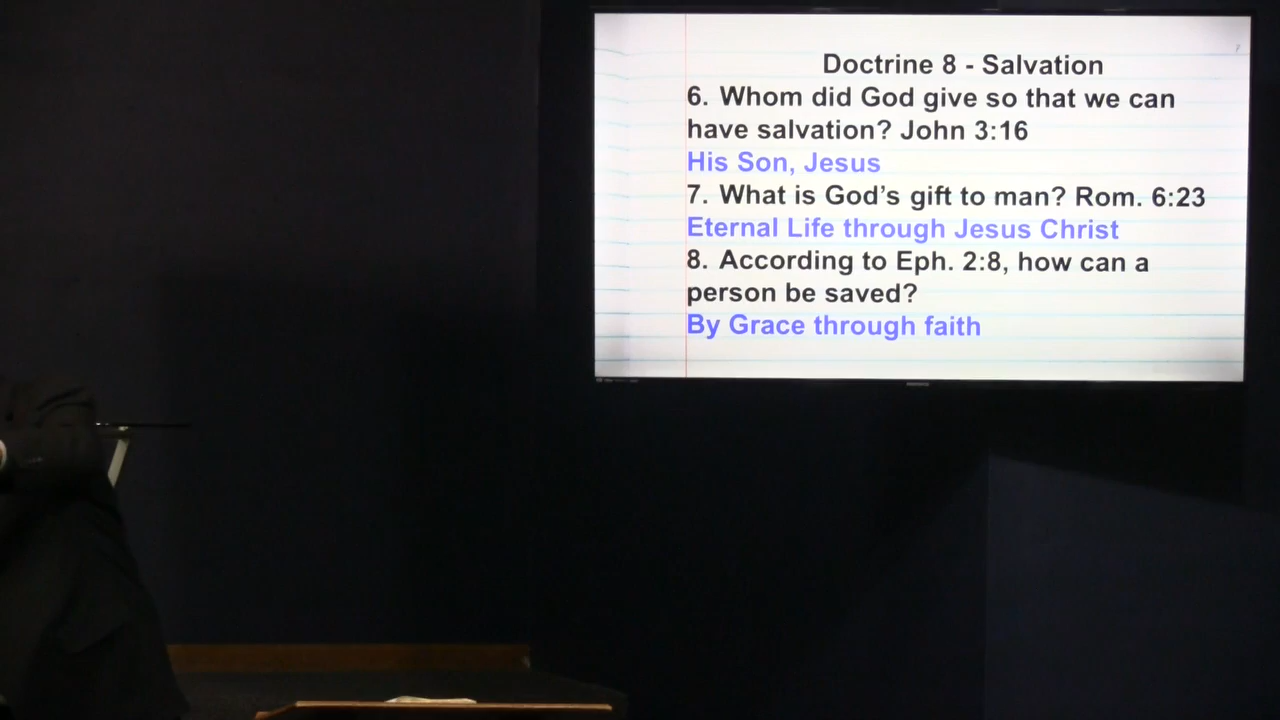 Doctrine 8 - Salvation
6. Whom did God give so that we can
have salvation? John 3:16
His Son, Jesus
7. What is God’s gift to man? Rom. 6:23
Eternal Life through Jesus Christ
8. According to Eph. 2:8, how can a
person be saved?
By Grace through faith